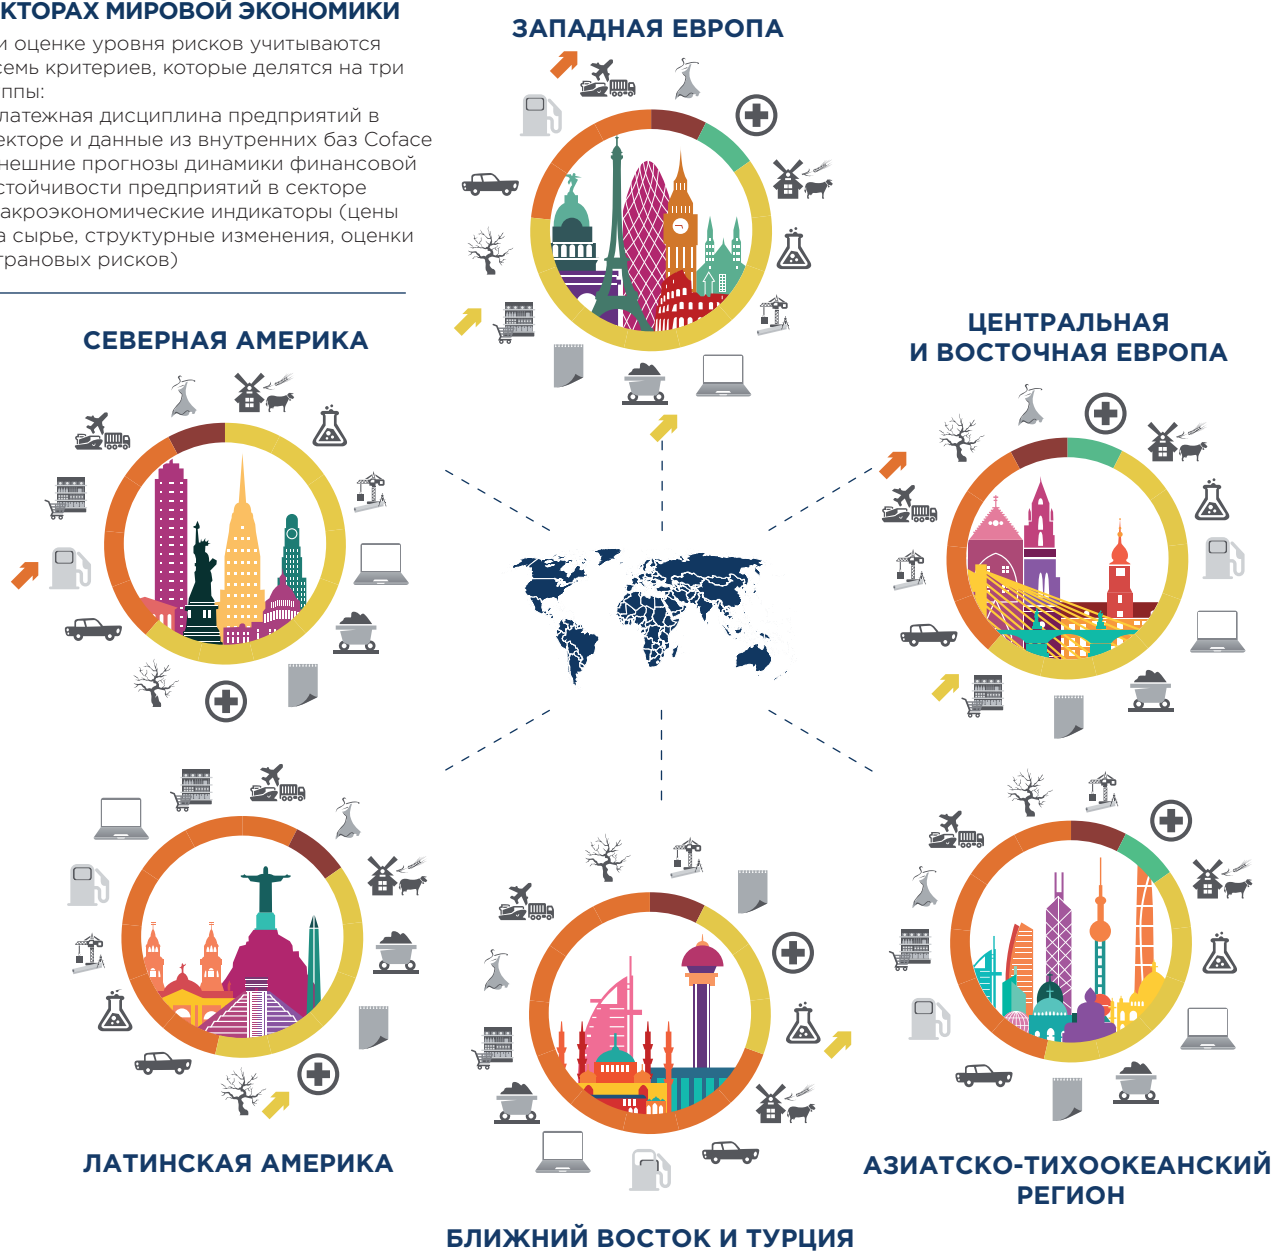 КТОРАХ МИРОВОЙ ЭКОНОМИКИ
и оценке уровня рисков учитываются
семь критериев, которые делятся на три
ппы:
латежная дисциплина предприятий в
екторе и данные из внутренних баз Coface
нешние прогнозы динамики финансовой
стойчивости предприятий в секторе
акроэкономические индикаторы (цены
а сырье, структурные изменения, оценки
трановых рисков)
ЗАПАДНАЯ ЕВРОПА
СЕВЕРНАЯ АМЕРИКА
ЦЕНТРАЛЬНАЯ
И ВОСТОЧНАЯ ЕВРОПА
ЛАТИНСКАЯ АМЕРИКА
АЗИАТСКО-ТИХООКЕАНСКИЙ
РЕГИОН
БЛИЖНИЙ ВОСТОК И ТУРЦИЯ